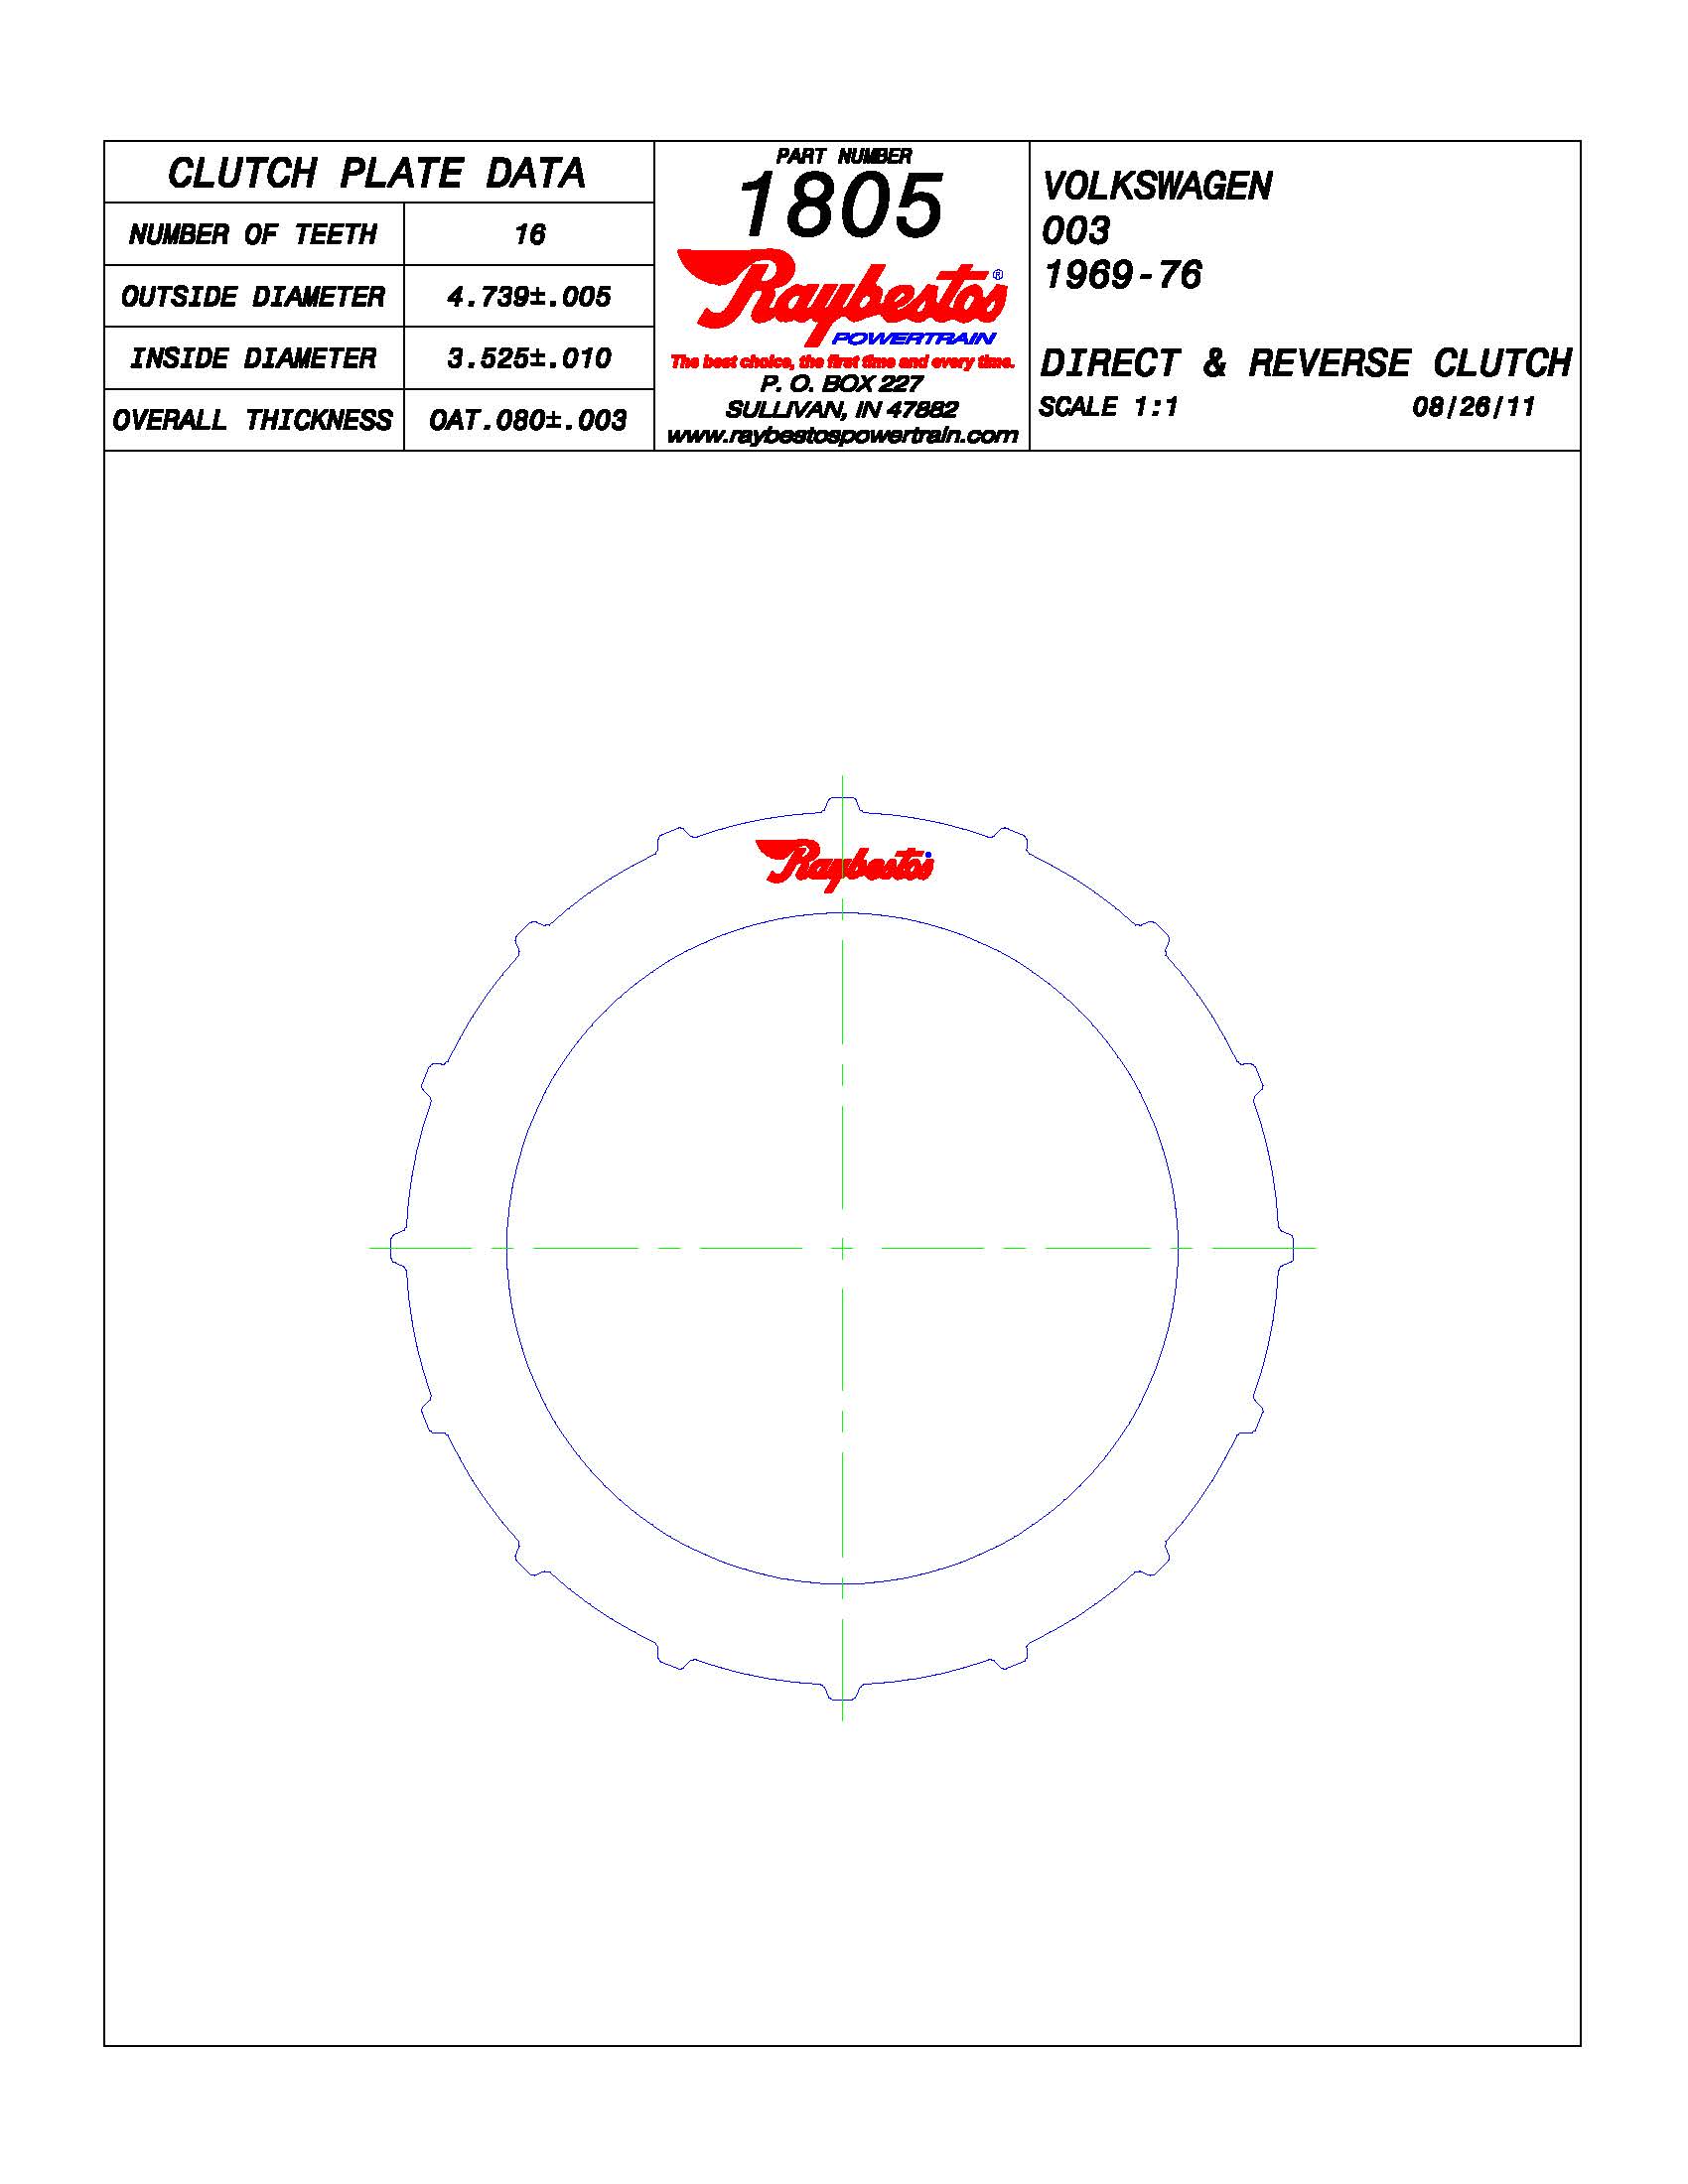 CLUTCH PLATE DATA
NUMBER OF TEETH 16
OUTSIDE DIAMETER 4.739±.005
INSIDE DIAMETER 3.525±.010
OVERALL THICKNESS OAT.080±.003
PART NUMBER
1805
Raybestos®
POWERTRAIN
The best choice, the first time and every time.
P. O. BOX 227
SULLIVAN, IN 47882
www.raybestospowertrain.com
VOLKSWAGEN
003
1969-76
DIRECT & REVERSE CLUTCH
SCALE 1:1 08/26/11
Raybestos